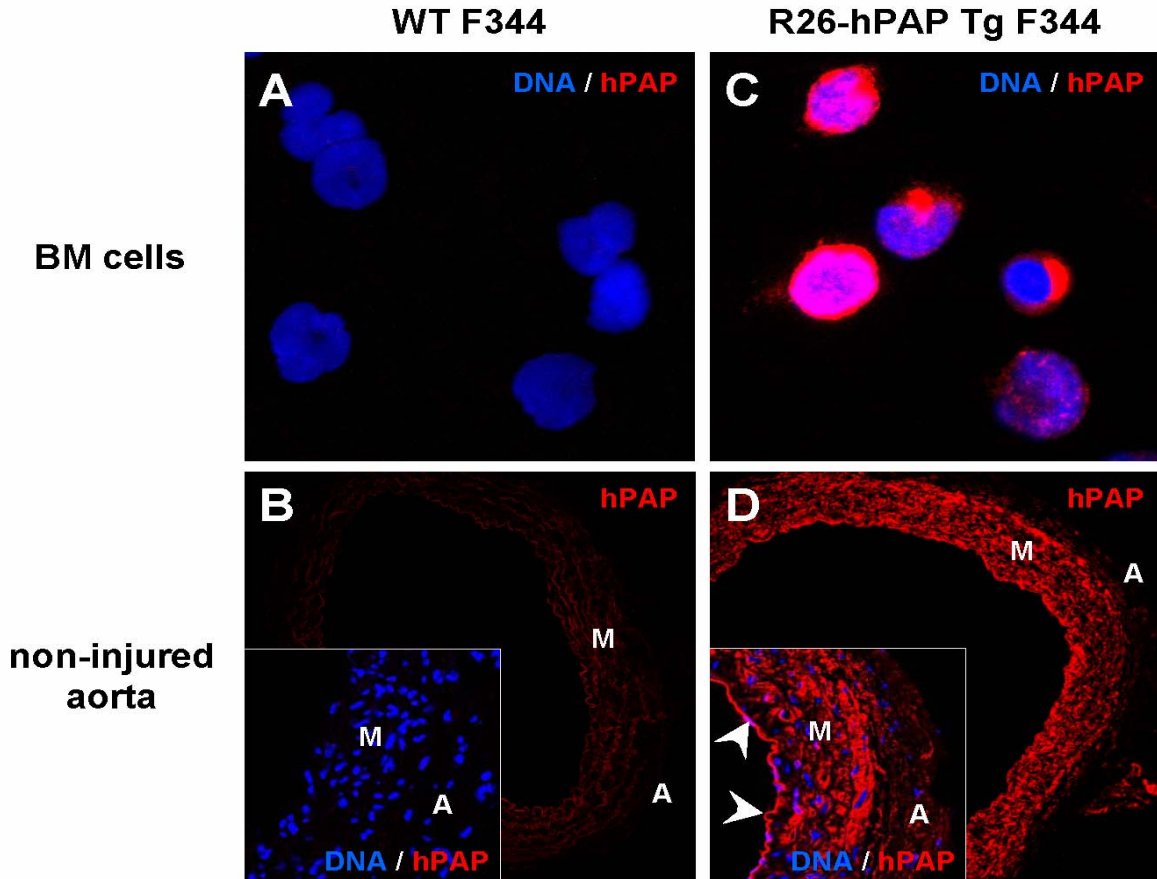 WT F344
R26-hPAP Tg F344
BM cells
A
DNA / hPAP
C
DNA / hPAP
non-injured
aorta
B
hPAP
M
A
M
A
DNA / hPAP
D
hPAP
M
A
M
A
DNA / hPAP